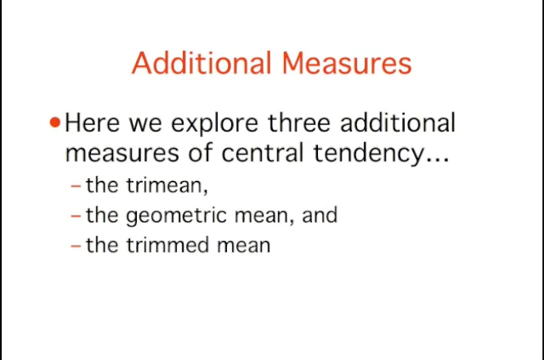 Additional Measures
•Here we explore three additional
measures of central tendency...
– the trimean,
– the geometric mean, and
– the trimmed mean